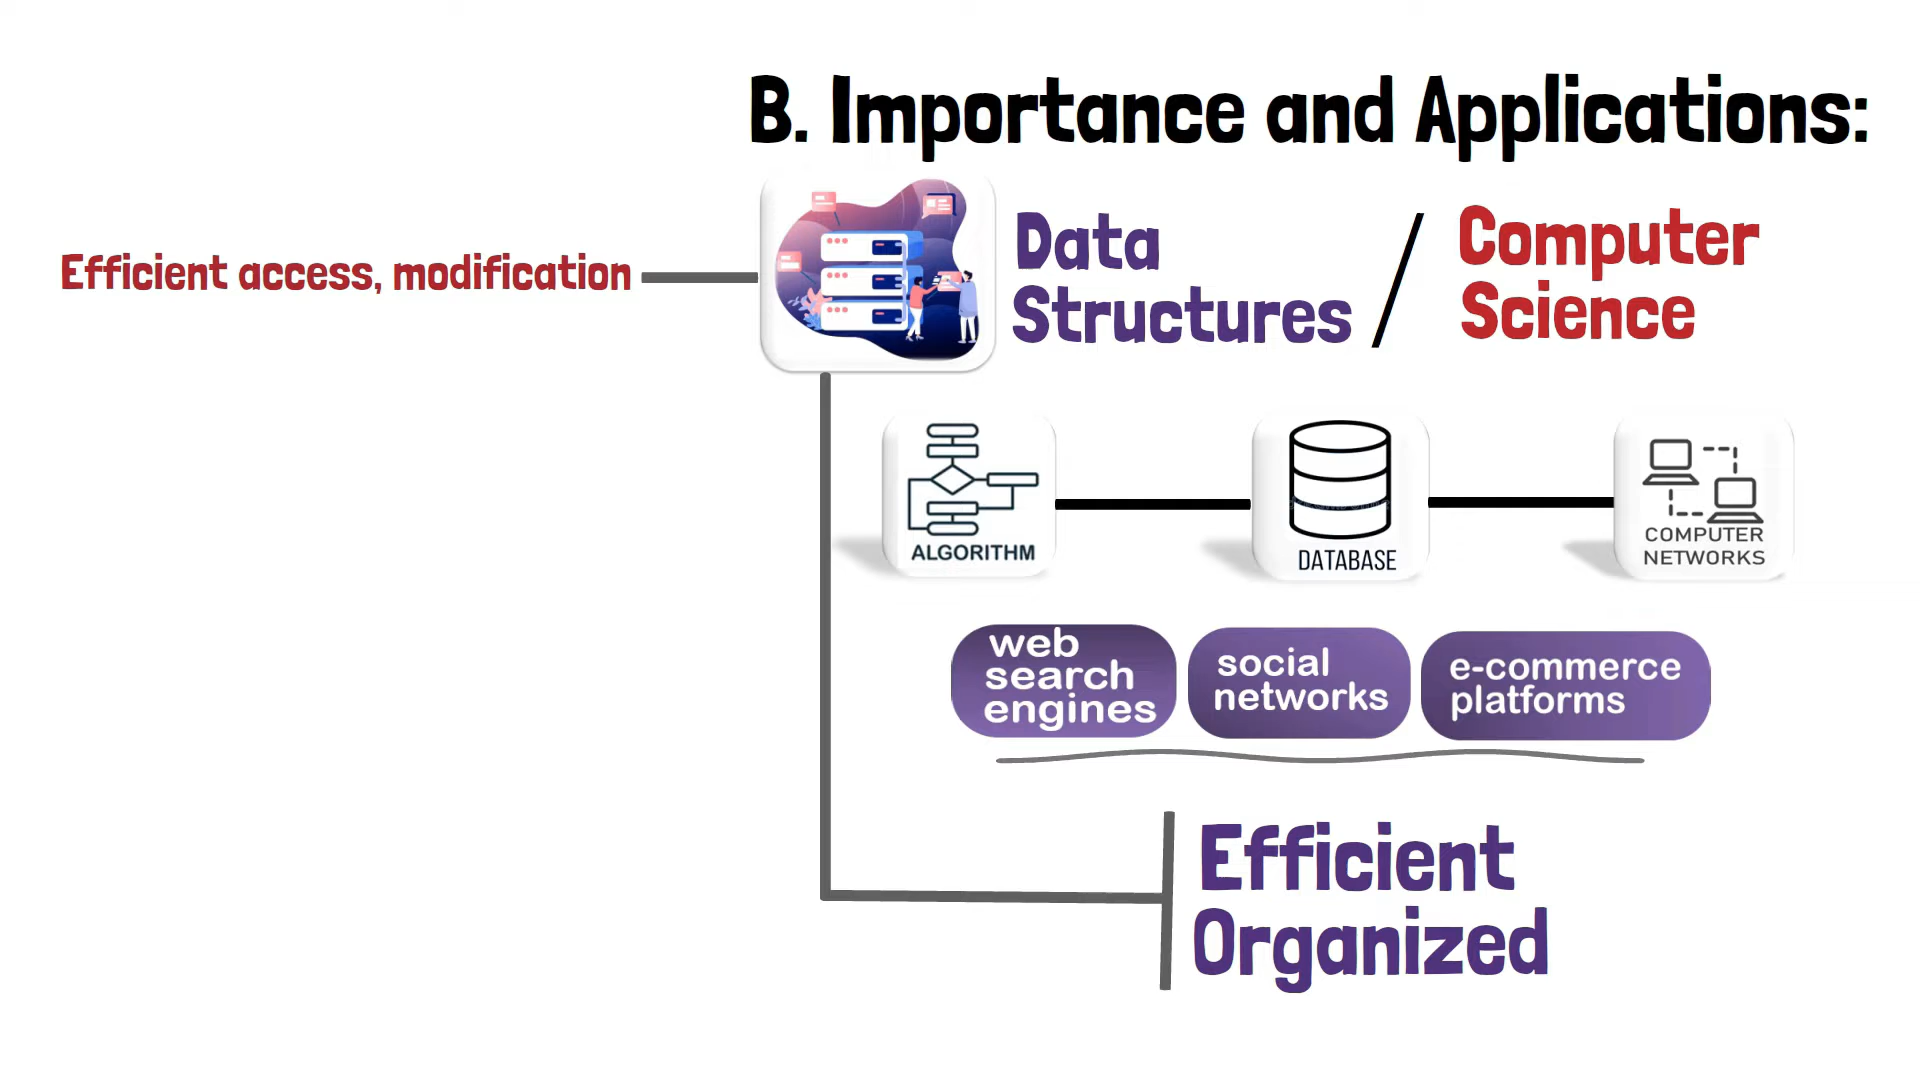 B. Importance and Applications:
Efficient access, modification
Data
Structures
/
Computer
Science
ALGORITHM
DATABASE
COMPUTER
NETWORKS
web
search
engines
social
networks
e-commerce
platforms
Efficient
Organized